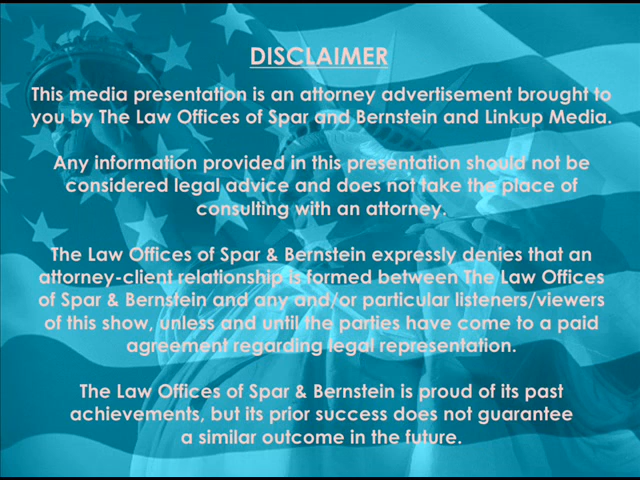 DISCLAIMER
This media presentation is an attorney advertisement brought to
you by The Law Offices of Spar and Bernstein and Linkup Media.
Any information provided in this presentation should not be
considered legal advice and does not take the place of
consulting with an attorney.
The Law Offices of Spar & Bernstein expressly denies that an
attorney-client relationship is formed between The Law Offices
of Spar & Bernstein and any and/or particular listeners/viewers
of this show, unless and until the parties have come to a paid
agreement regarding legal representation.
The Law Offices of Spar & Bernstein is proud of its past
achievements, but its prior success does not guarantee
a similar outcome in the future.